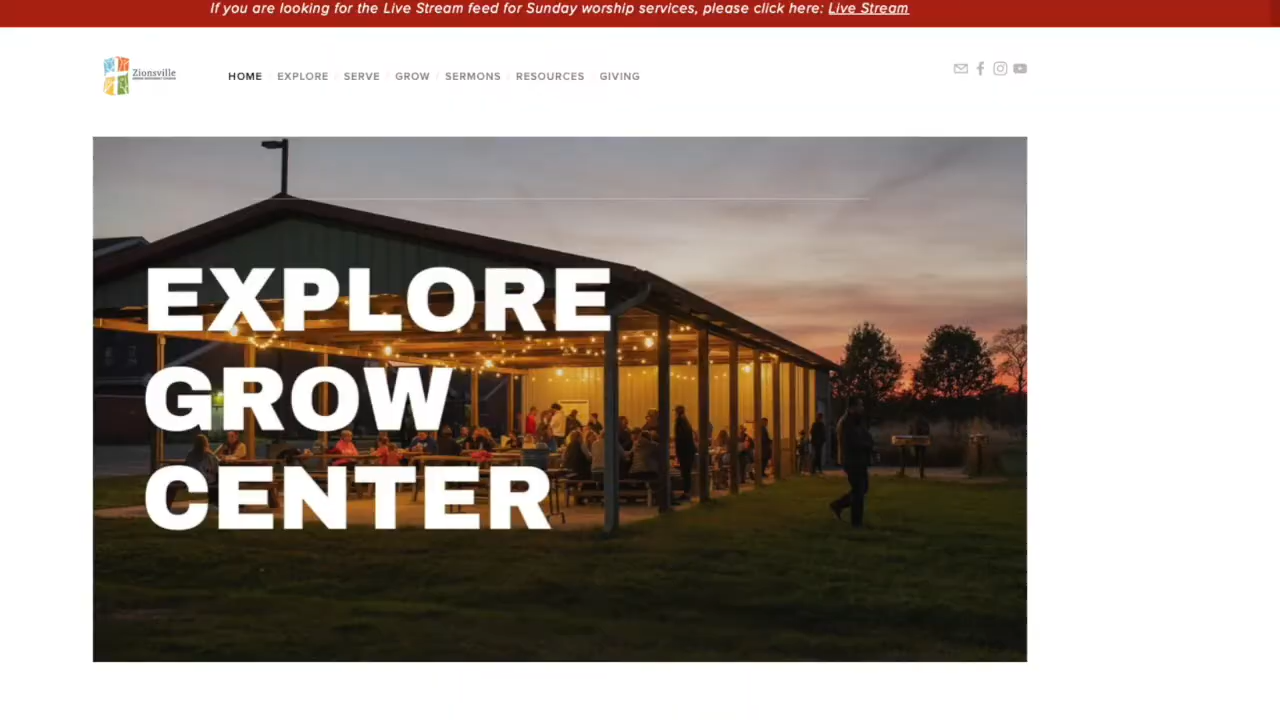 If you are looking for the Live Stream feed for Sunday worship services, please click here: Live Stream
Zionsville
HOME / EXPLORE / SERVE / GROW / SERMONS / RESOURCES GIVING
EXPLORE
GROW
CENTER